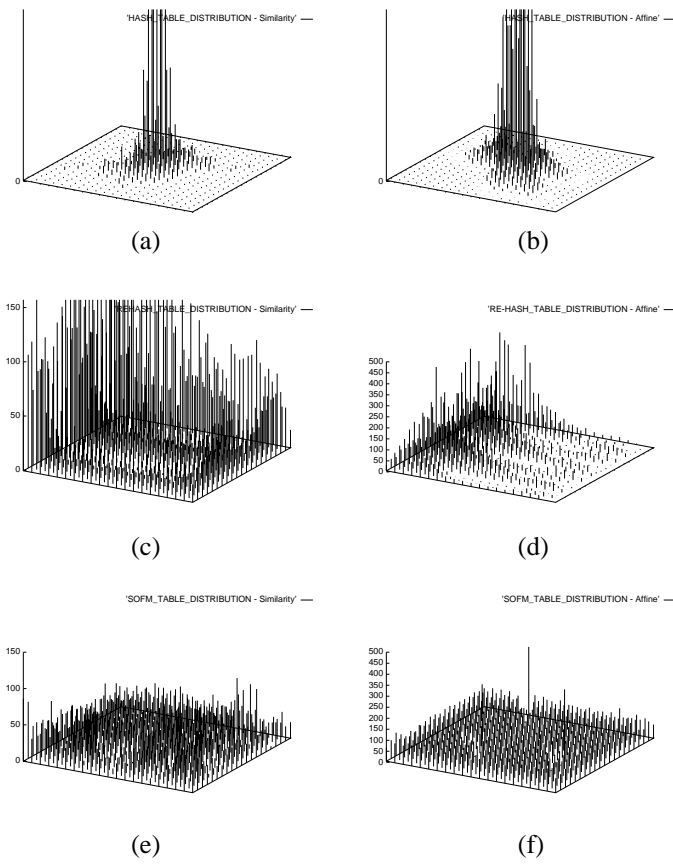 'HASH_TABLE_DISTRIBUTION - Similarity'
0
(a)
'HASH_TABLE_DISTRIBUTION - Affine'
0
(b)
'REHASH_TABLE_DISTRIBUTION - Similarity'
150
100
50
0
(c)
'RE-HASH_TABLE_DISTRIBUTION - Affine'
500
450
400
350
300
250
200
150
100
50
0
(d)
'SOFM_TABLE_DISTRIBUTION - Similarity'
150
100
50
0
(e)
'SOFM_TABLE_DISTRIBUTION - Affine'
500
450
400
350
300
250
200
150
100
50
0
(f)